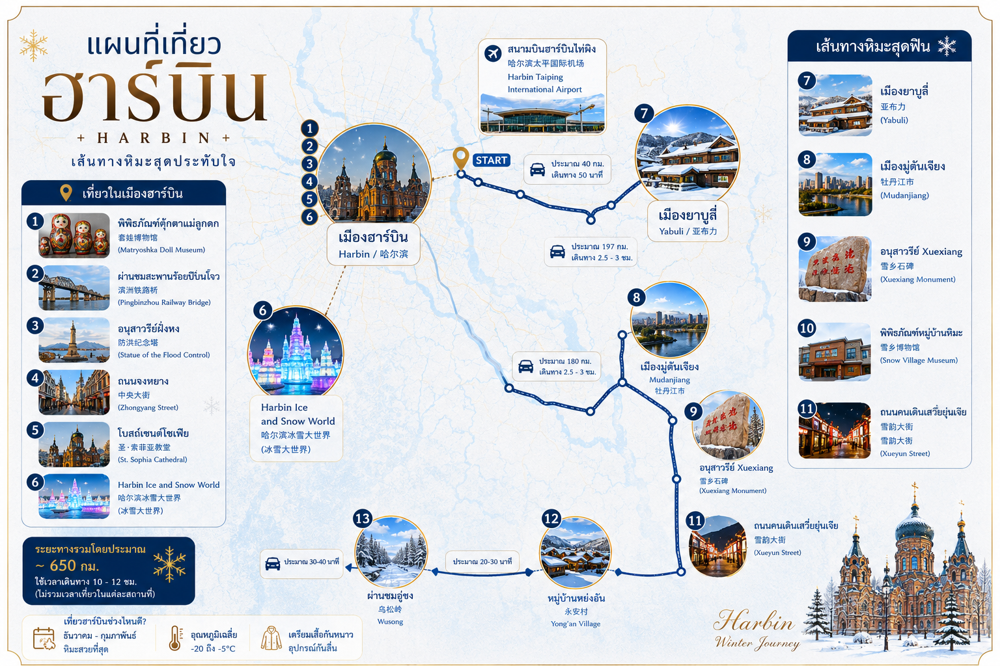 แผนที่เที่ยว
ฮาร์บิน
HARBIN
เส้นทางหิมะสุดประทับใจ
เที่ยวในเมืองฮาร์บิน
1
พิพิธภัณฑ์ตุ๊กตาแม่ลูกดก
套娃博物馆
(Matryoshka Doll Museum)
2
ผ่านชมสะพานร้อยปีปิ่นโจว
滨洲铁路桥
(Pingbinzhou Railway Bridge)
3
อนุสาวรีย์ฝั่งหง
防洪纪念塔
(Statue of the Flood Control)
4
ถนนจงหยาง
中央大街
(Zhongyang Street)
5
โบสถ์เซนต์โซเฟีย
圣·索菲亚教堂
(St. Sophia Cathedral)
6
Harbin Ice and Snow World
哈尔滨冰雪大世界
(冰雪大世界)
ระยะทางรวมโดยประมาณ
~ 650 กม.
ใช้เวลาเดินทาง 10 - 12 ชม.
(ไม่รวมเวลาเที่ยวในแต่ละสถานที่)
เที่ยวฮาร์บินช่วงไหนดี?
ธันวาคม - กุมภาพันธ์
หิมะสวยที่สุด
อุณหภูมิเฉลี่ย
-20 ถึง -5°C
เตรียมเสื้อกันหนาว
อุปกรณ์กันลื่น
1
2
3
4
5
6
เมืองฮาร์บิน
Harbin / 哈尔滨
สนามบินฮาร์บินไท่ผิง
哈尔滨太平国际机场
Harbin Taiping
International Airport
START
ประมาณ 40 กม.
เดินทาง 50 นาที
7
เมืองยาบูลี่
Yabuli / 亚布力
ประมาณ 197 กม.
เดินทาง 2.5 - 3 ชม.
6
Harbin Ice
and Snow World
哈尔滨冰雪大世界
(冰雪大世界)
ประมาณ 180 กม.
เดินทาง 2.5 - 3 ชม.
8
เมืองมู่ตันเจียง
Mudanjiang
牡丹江市
9
อนุสาวรีย์ Xuexiang
雪乡石碑
(Xuexiang Monument)
11
ถนนคนเดินเสวี่ยยุ่นเจีย
雪韵大街
(Xueyun Street)
12
หมู่บ้านหย่งอัน
永安村
Yong'an Village
ประมาณ 20-30 นาที
13
ผ่านชมอู่ซง
乌松岭
Wusong
ประมาณ 30-40 นาที
เส้นทางหิมะสุดฟิน
7
เมืองยาบูลี่
亚布力
(Yabuli)
8
เมืองมู่ตันเจียง
牡丹江市
(Mudanjiang)
9
อนุสาวรีย์ Xuexiang
雪乡石碑
(Xuexiang Monument)
10
พิพิธภัณฑ์หมู่บ้านหิมะ
雪乡博物馆
(Snow Village Museum)
11
ถนนคนเดินเสวี่ยยุ่นเจีย
雪韵大街
雪韵大街
(Xueyun Street)
Harbin
Winter Journey